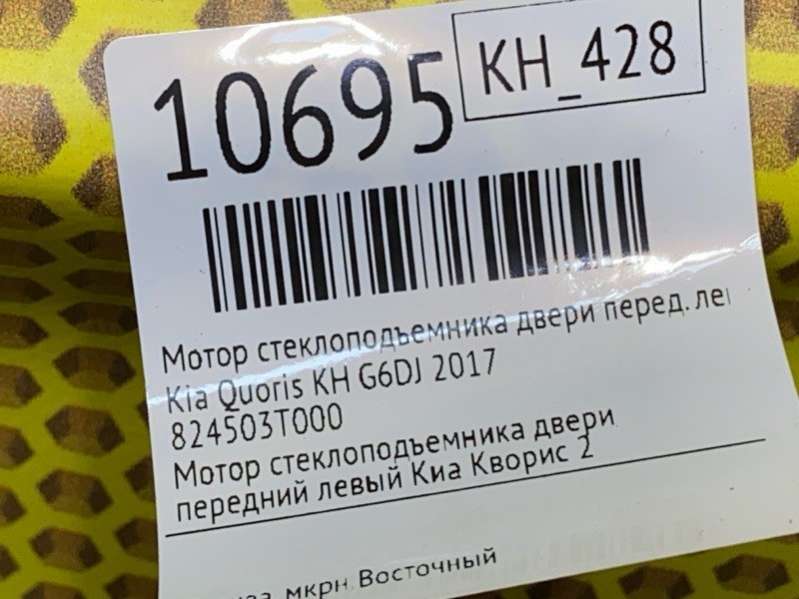 10695
KH_428
Мотор стеклоподъемника двери перед. ле
Kia Quoris KH G6DJ 2017
824503T000
Мотор стеклоподъемника двери
передний левый Киа Кворис 2
мкрн Восточный